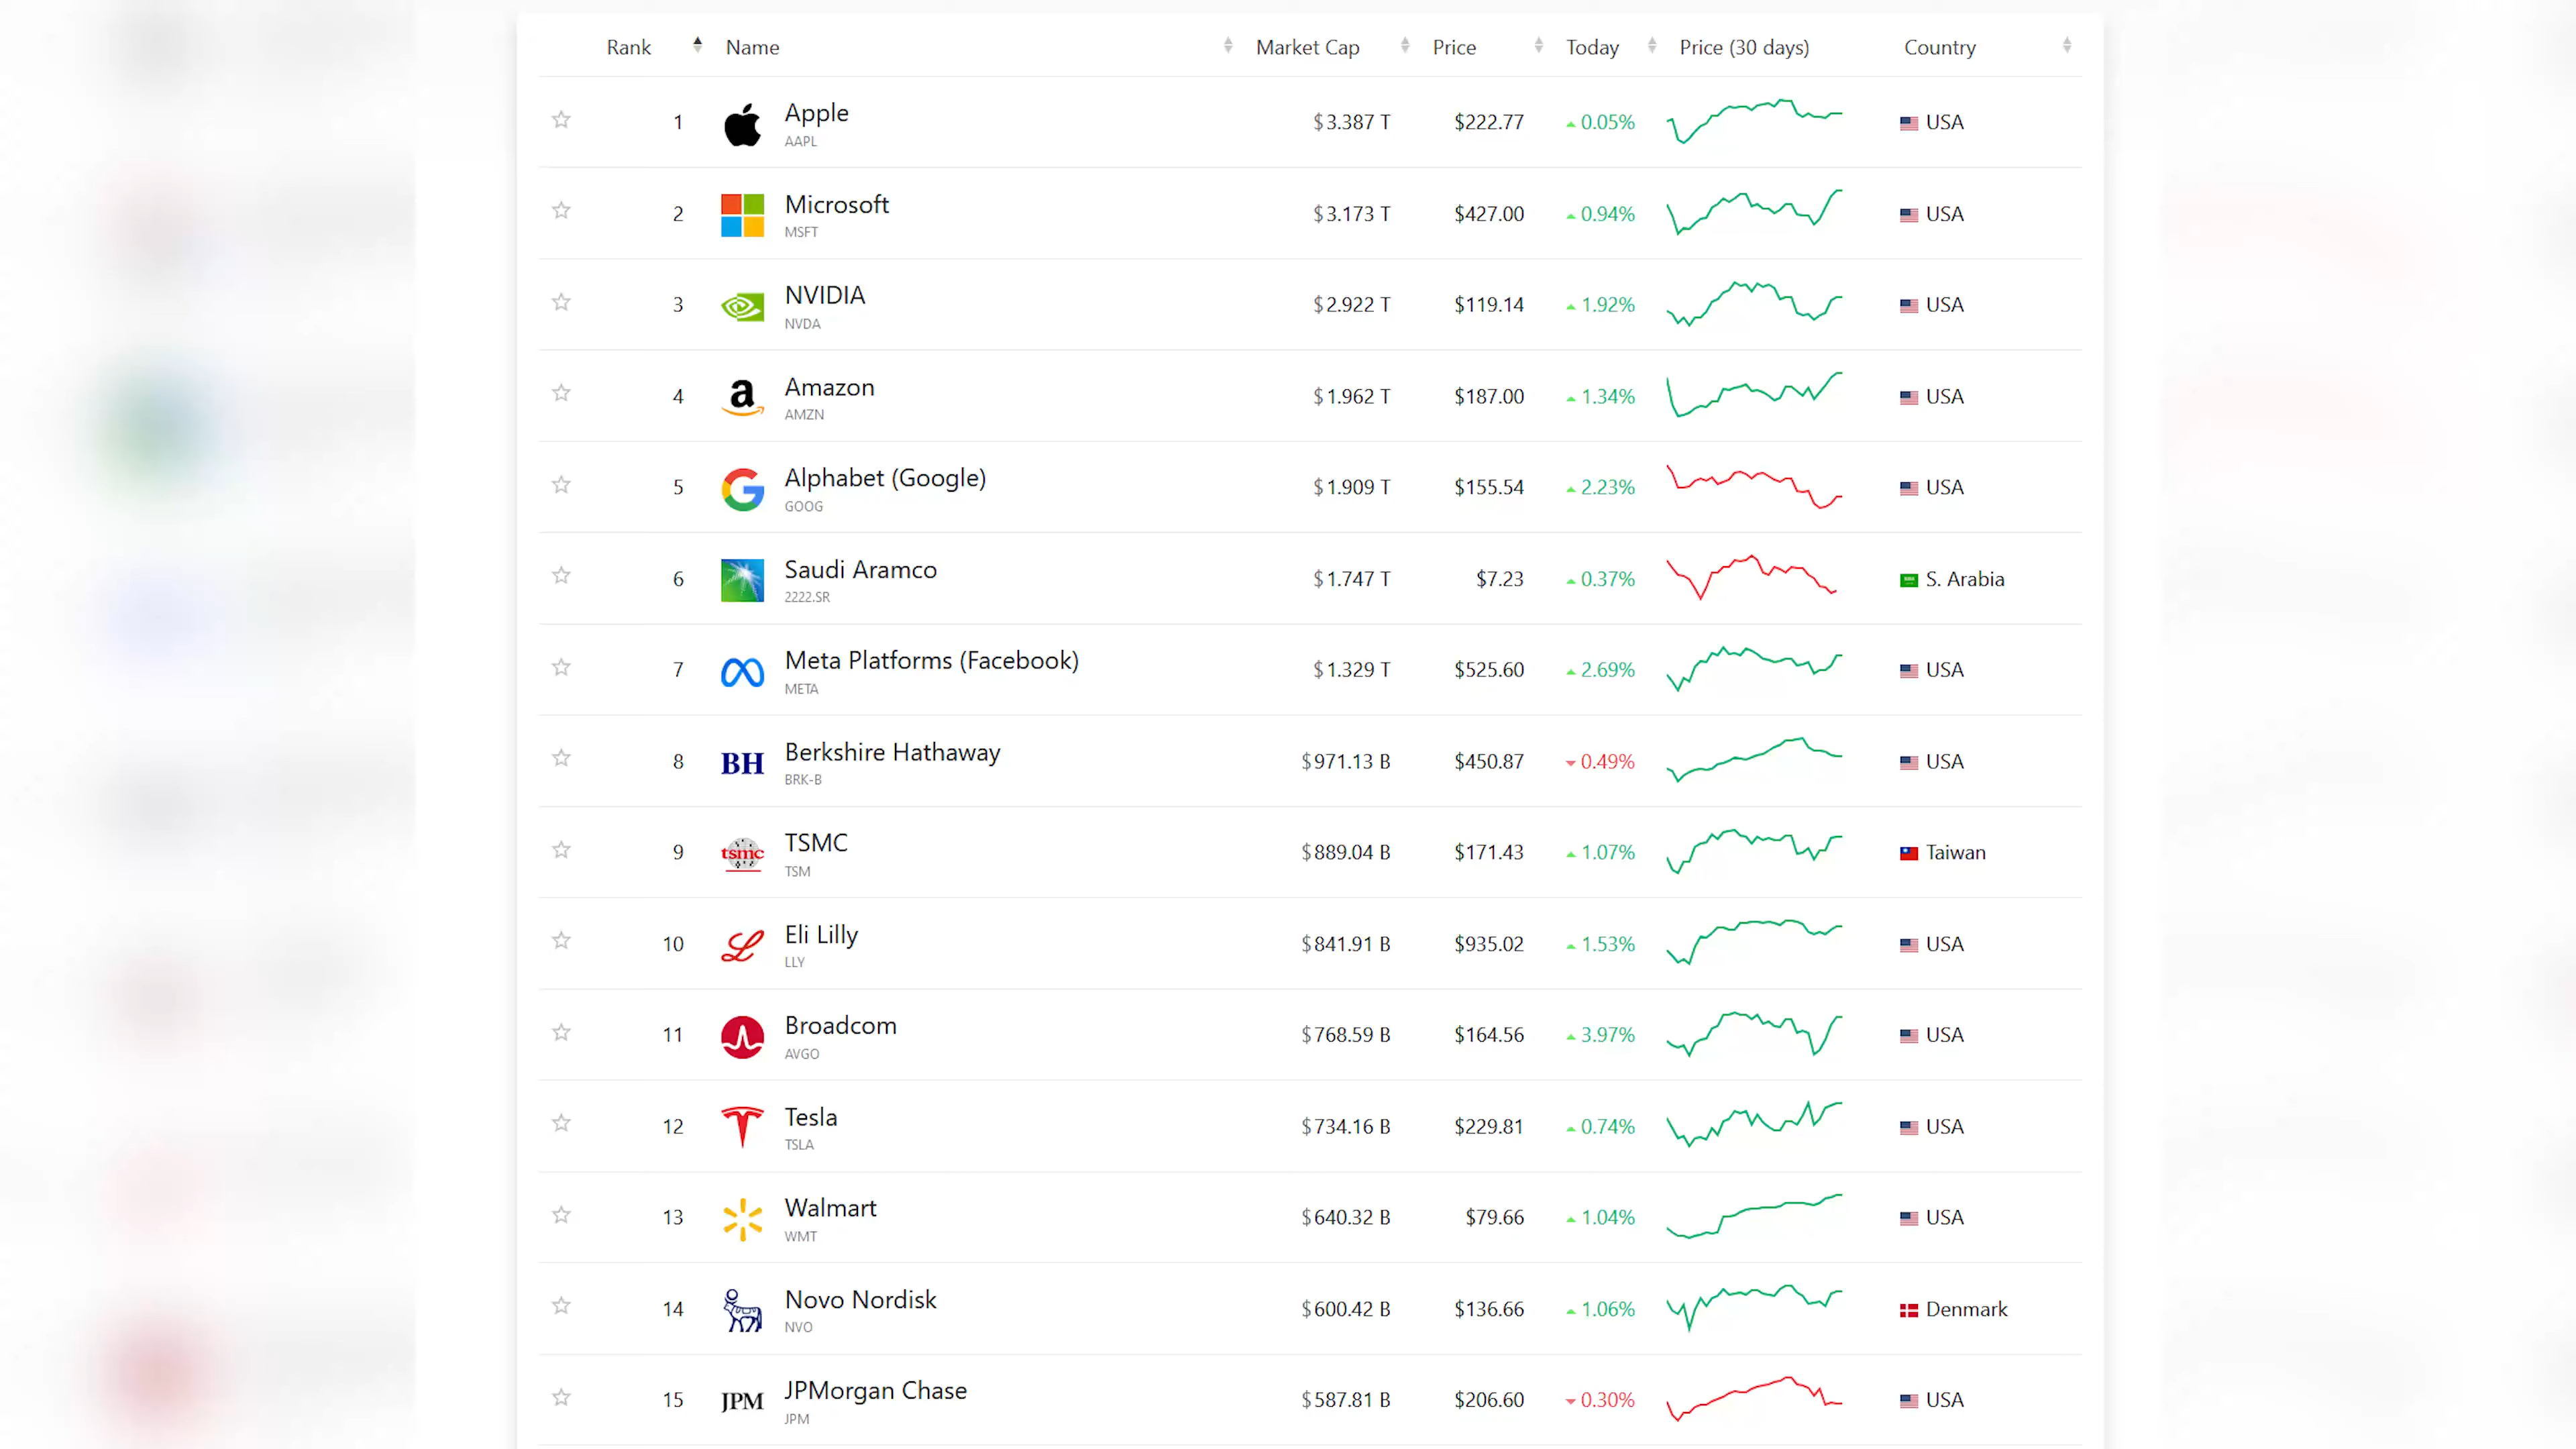 Rank Name Market Cap Price Today Price (30 days) Country
1 Apple $3.387 T $222.77 0.05% USA
AAPL
2 Microsoft $3.173 T $427.00 0.94% USA
MSFT
3 NVIDIA $2.922 T $119.14 1.92% USA
NVDA
4 a Amazon $1.962 T $187.00 1.34% USA
AMZN
5 G Alphabet (Google) $1.909 T $155.54 2.23% USA
GOOG
6 Saudi Aramco $1.747 T $7.23 0.37% S. Arabia
2222.SR
7 Meta Platforms (Facebook) $1.329 T $525.60 2.69% USA
META
8 BH Berkshire Hathaway $971.13 B $450.87 0.49% USA
BRK-B
9 tsmc TSMC $889.04 B $171.43 1.07% Taiwan
TSM
10 Eli Lilly $841.91 B $935.02 1.53% USA
LLY
11 Broadcom $768.59 B $164.56 3.97% USA
AVGO
12 Tesla $734.16 B $229.81 0.74% USA
TSLA
13 Walmart $640.32 B $79.66 1.04% USA
WMT
14 Novo Nordisk $600.42 B $136.66 1.06% Denmark
NVO
15 JPM JPMorgan Chase $587.81 B $206.60 0.30% USA
JPM